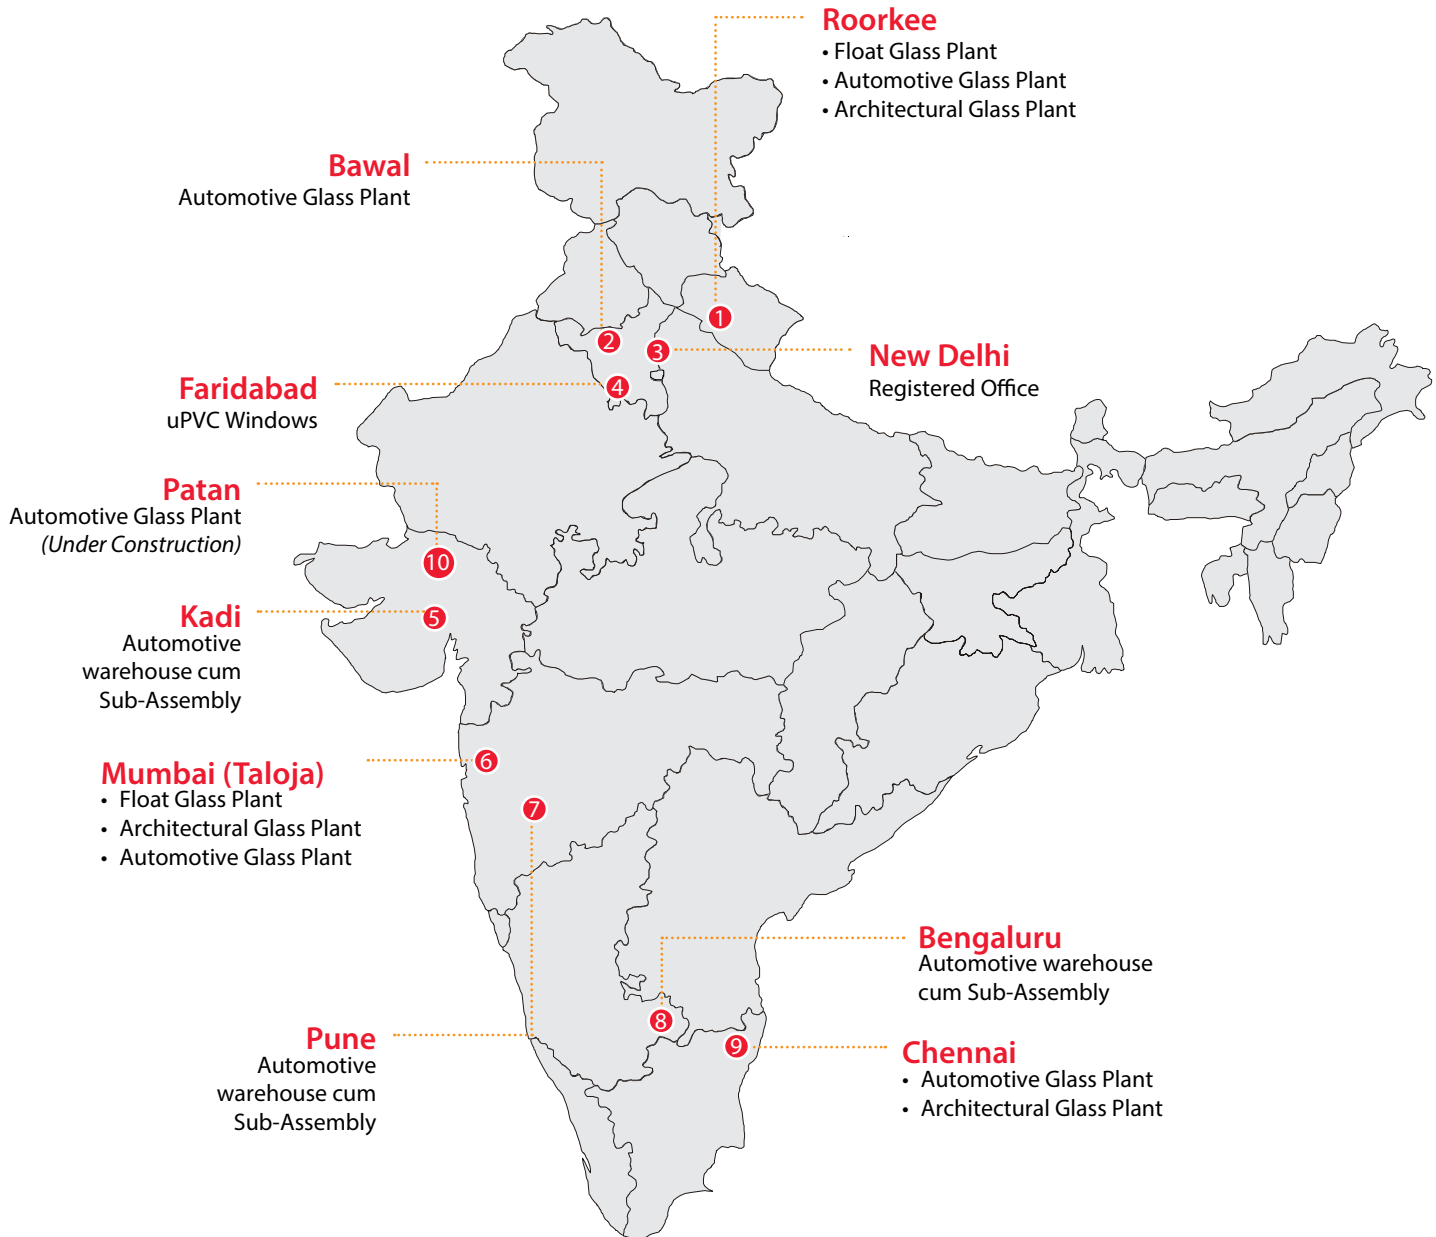 Roorkee
• Float Glass Plant
• Automotive Glass Plant
• Architectural Glass Plant
Bawal
Automotive Glass Plant
1
2
3
New Delhi
Registered Office
Faridabad
uPVC Windows
4
Patan
Automotive Glass Plant
(Under Construction)
10
Kadi
Automotive
warehouse cum
Sub-Assembly
5
Mumbai (Taloja)
• Float Glass Plant
• Architectural Glass Plant
• Automotive Glass Plant
6
7
Bengaluru
Automotive warehouse
cum Sub-Assembly
8
Pune
Automotive
warehouse cum
Sub-Assembly
9
Chennai
• Automotive Glass Plant
• Architectural Glass Plant